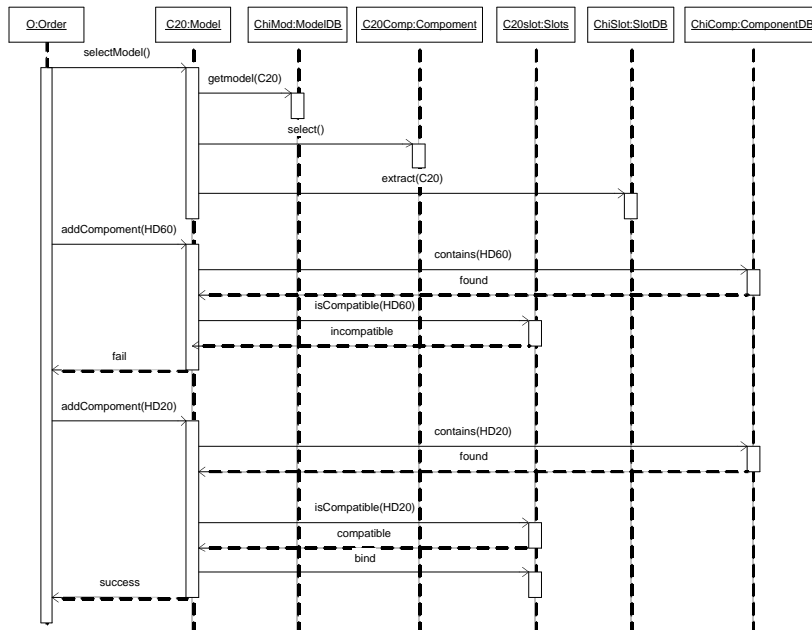 O:Order
C20:Model
ChiMod:ModelDB
C20Comp:Component
C20slot:Slots
ChiSlot:SlotDB
ChiComp:ComponentDB
selectModel()
getmodel(C20)
select()
extract(C20)
addCompoment(HD60)
contains(HD60)
found
isCompatible(HD60)
incompatible
fail
addCompoment(HD20)
contains(HD20)
found
isCompatible(HD20)
compatible
bind
success